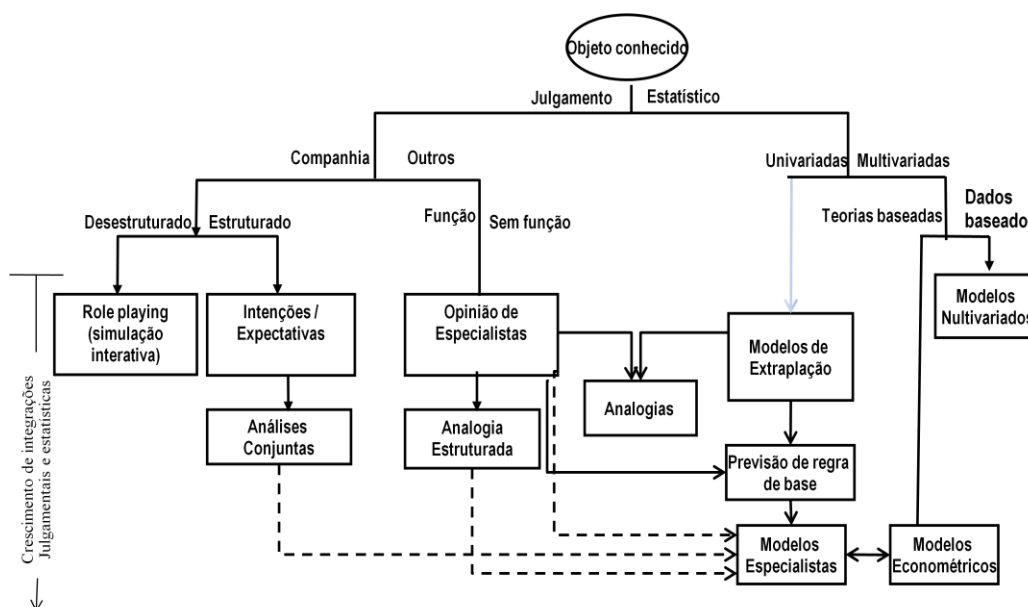 Objeto conhecido
Julgamento
Estatístico
Companhia
Outros
Univariadas
Multivariadas
Desestruturado
Estruturado
Função
Sem função
Teorias baseadas
Dados
baseado
Role playing
(simulação
interativa)
Intenções /
Expectativas
Opinião de
Especialistas
Modelos de
Extraplação
Modelos
Nultivariados
Analogias
Análises
Conjuntas
Analogia
Estruturada
Previsão de regra
de base
Modelos
Especialistas
Modelos
Econométricos
Crescimento de integrações
Julgamentais e estatísticas